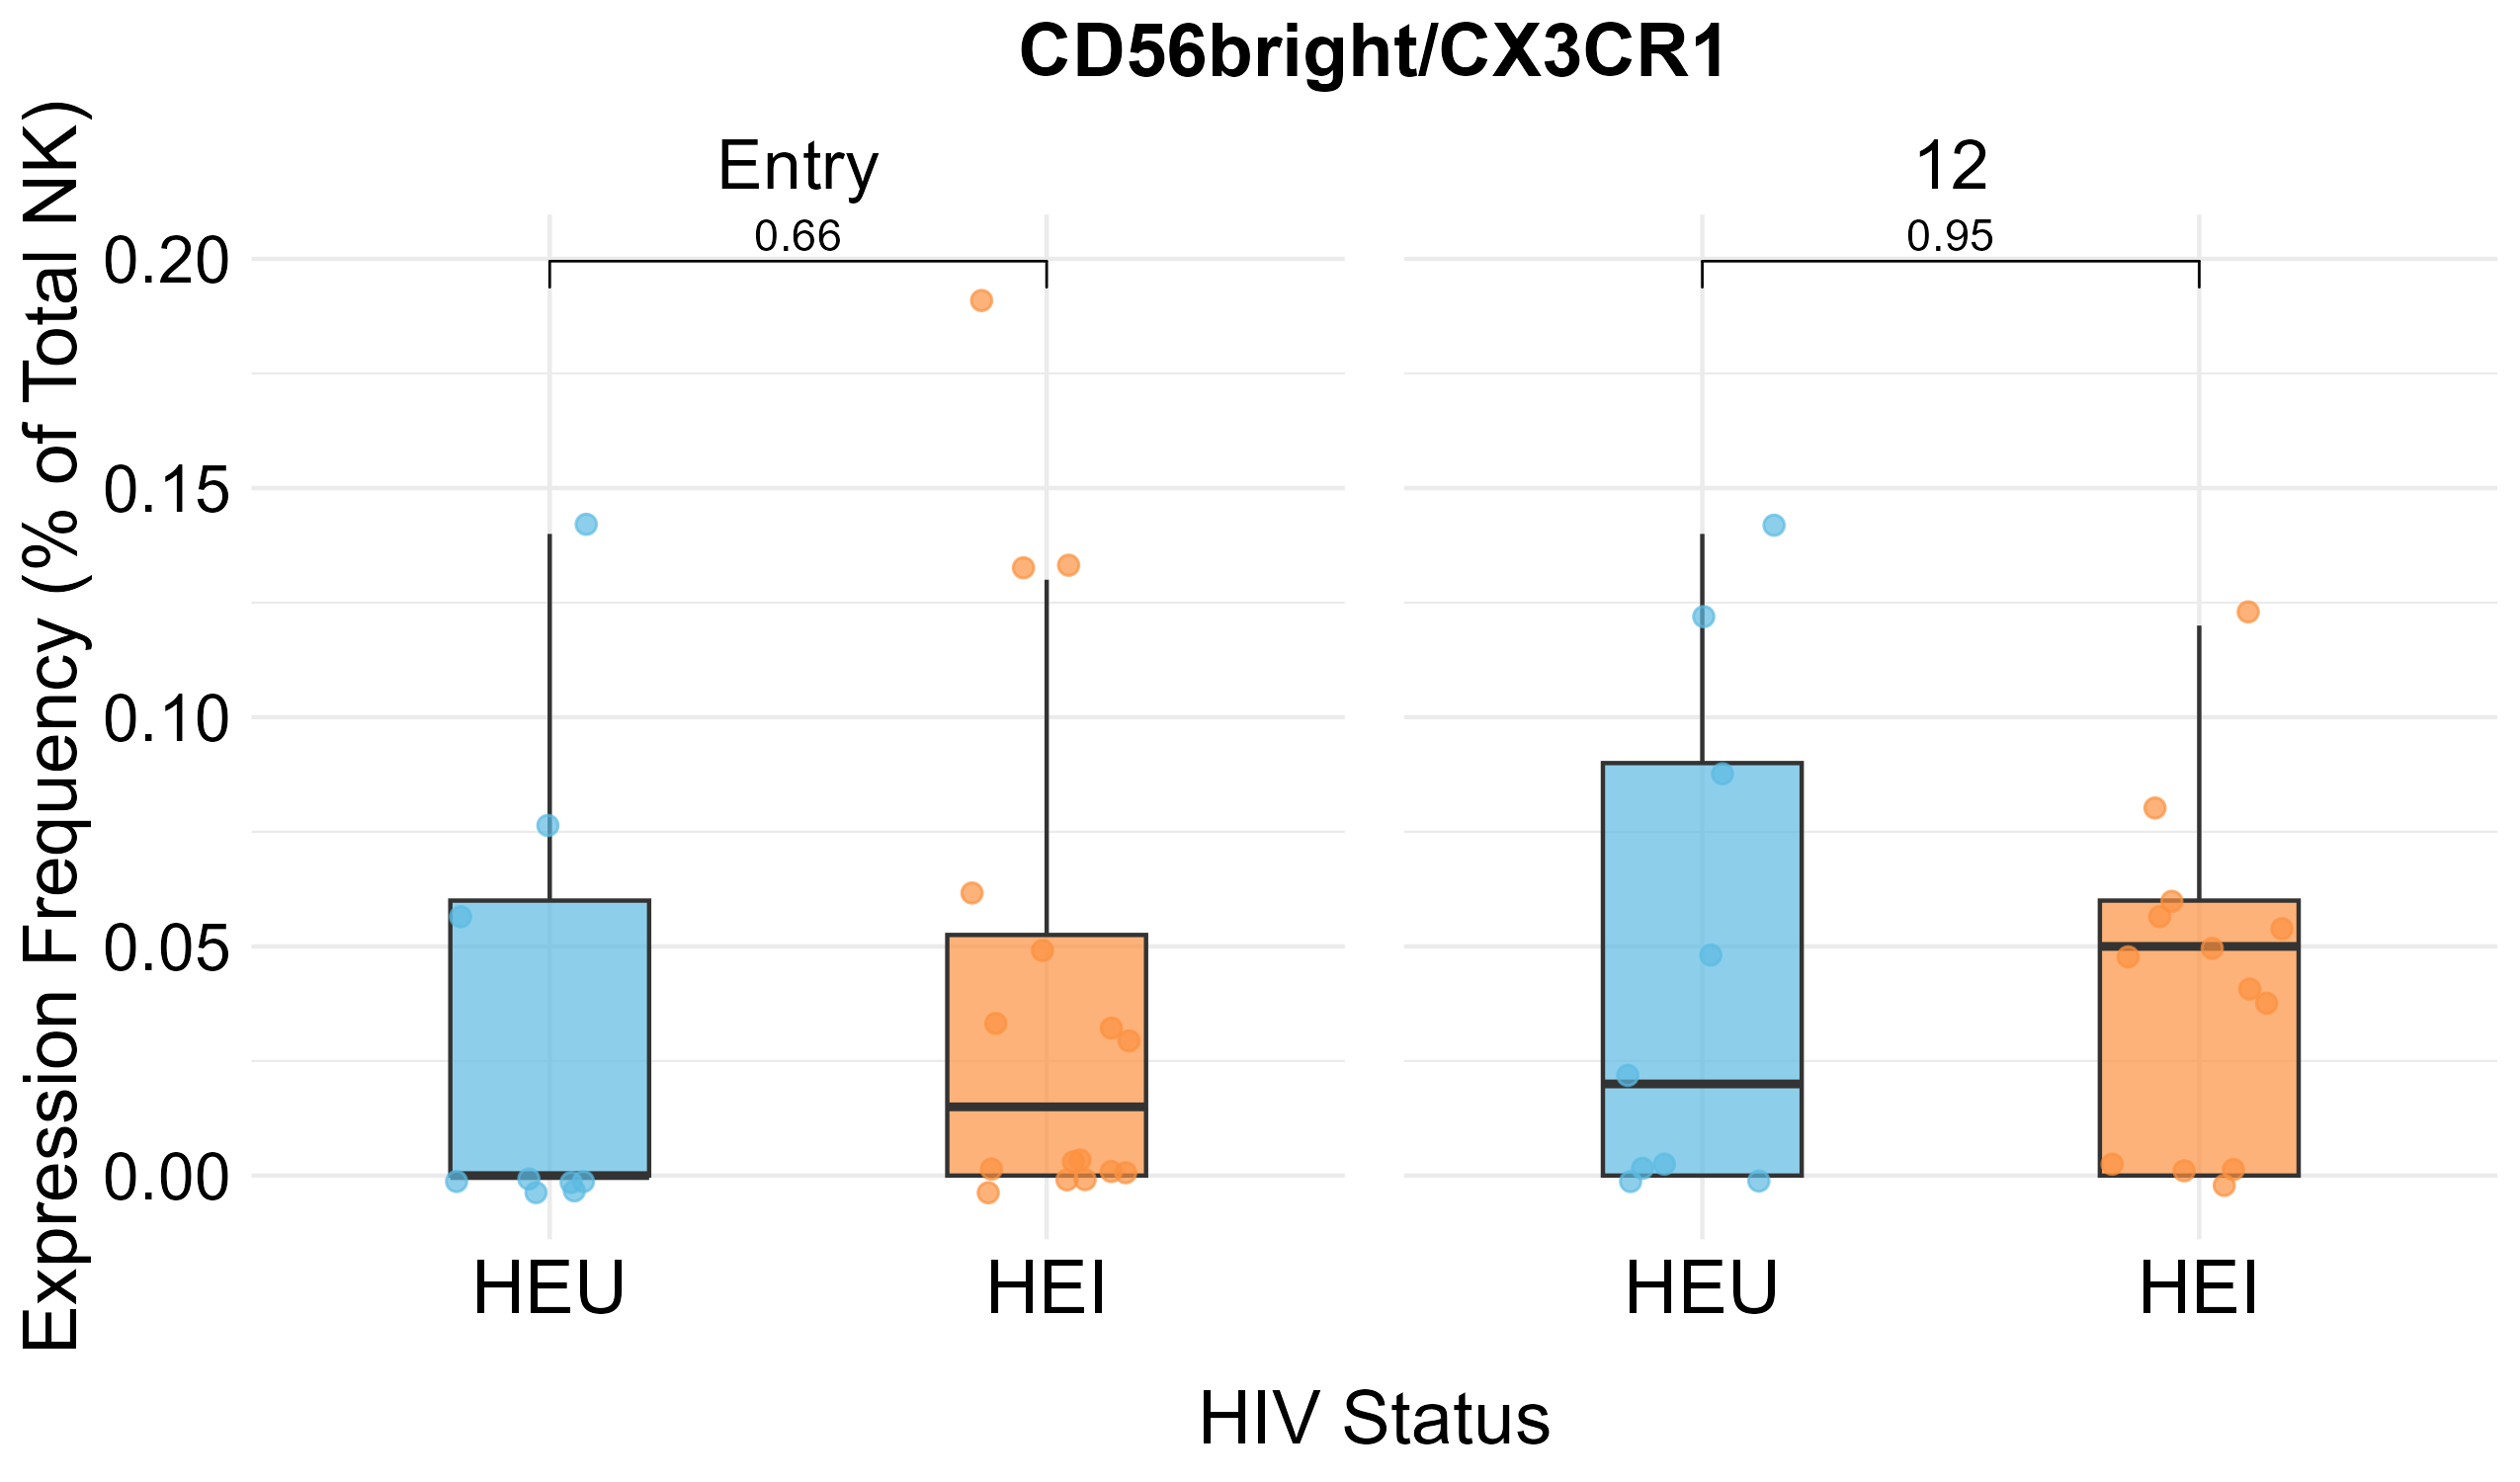 CD56bright/CX3CR1
Entry
12
0.66
0.95
Expression Frequency (% of Total NK)
0.20
0.15
0.10
0.05
0.00
HEU
HEI
HEU
HEI
HIV Status